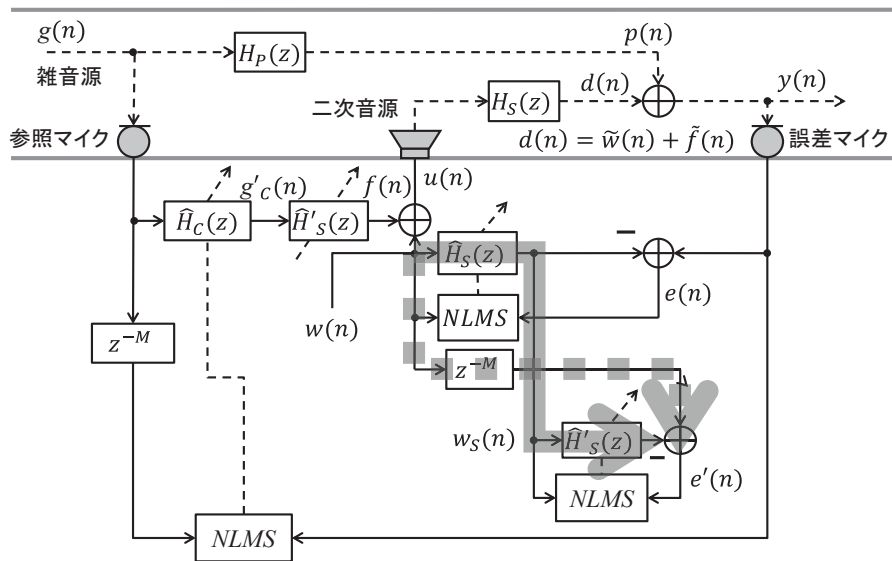 g(n)
雑音源
H_P(z)
p(n)
二次音源
H_S(z)
d(n)
y(n)
参照マイク
d(n) = w̃(n) + f̃(n)
誤差マイク
g'_C(n)
f(n)
u(n)
Ĥ_C(z)
Ĥ'_S(z)
Ĥ_S(z)
−
e(n)
w(n)
NLMS
z^{-M}
z^{-M}
w_S(n)
Ĥ'_S(z)
−
e'(n)
NLMS
NLMS